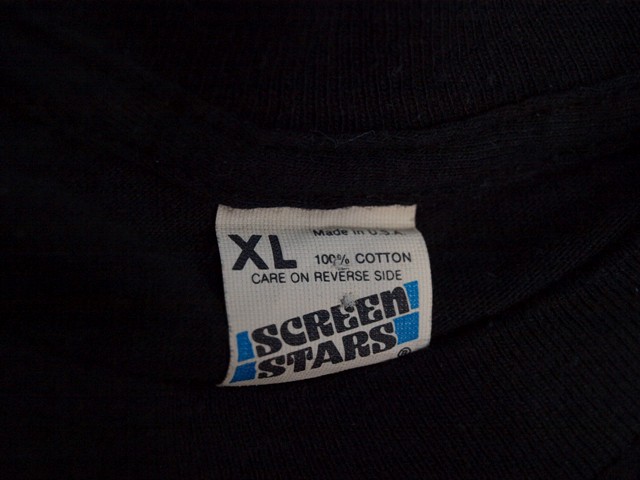 XL
Made in U.S.A.
100% COTTON
CARE ON REVERSE SIDE
SCREEN
STARS®